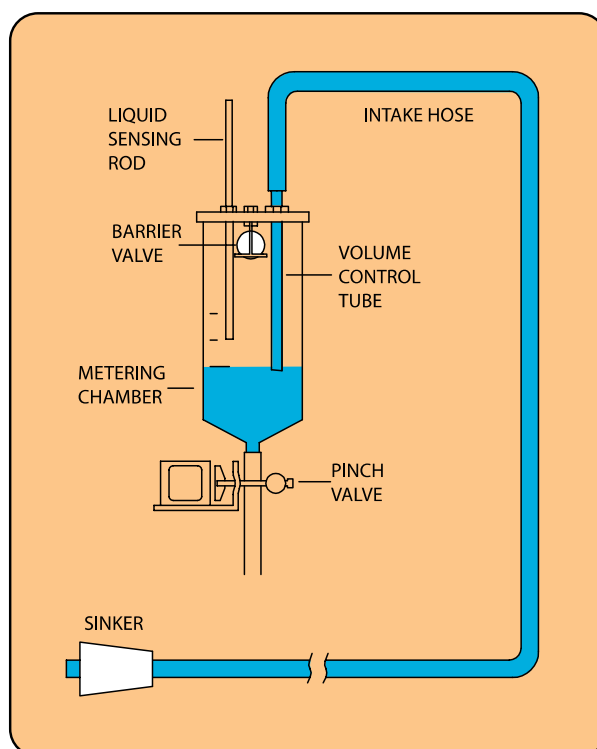 LIQUID
SENSING
ROD
INTAKE HOSE
BARRIER
VALVE
VOLUME
CONTROL
TUBE
METERING
CHAMBER
PINCH
VALVE
SINKER